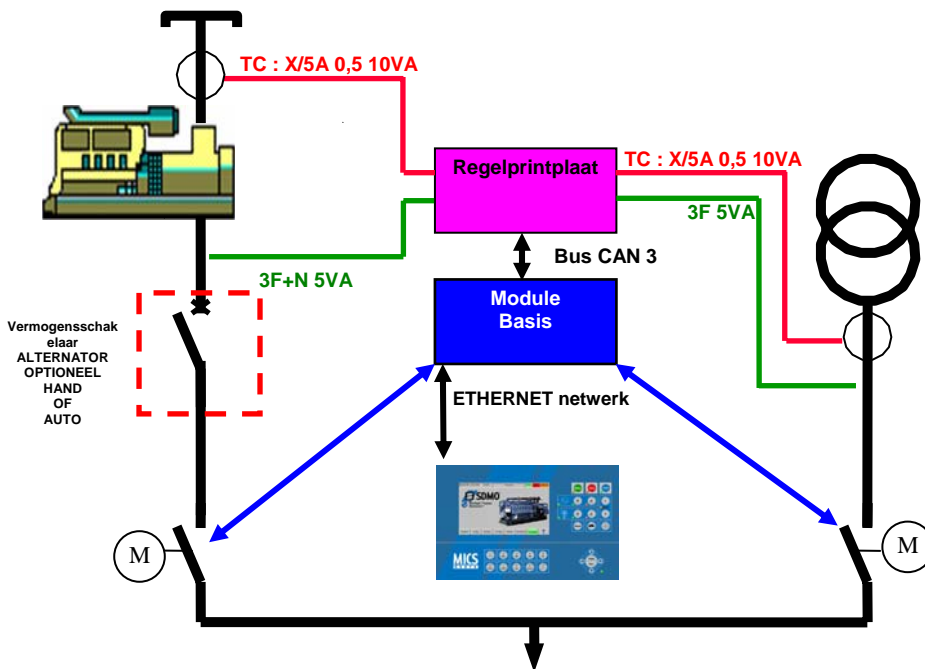 TC : X/5A 0,5 10VA
Regelprintplaat
TC : X/5A 0,5 10VA
3F 5VA
Bus CAN 3
3F+N 5VA
Module
Basis
Vermogensschak
elaar
ALTERNATOR
OPTIONEEL
HAND
OF
AUTO
ETHERNET netwerk
SDMO
MICS
M
M